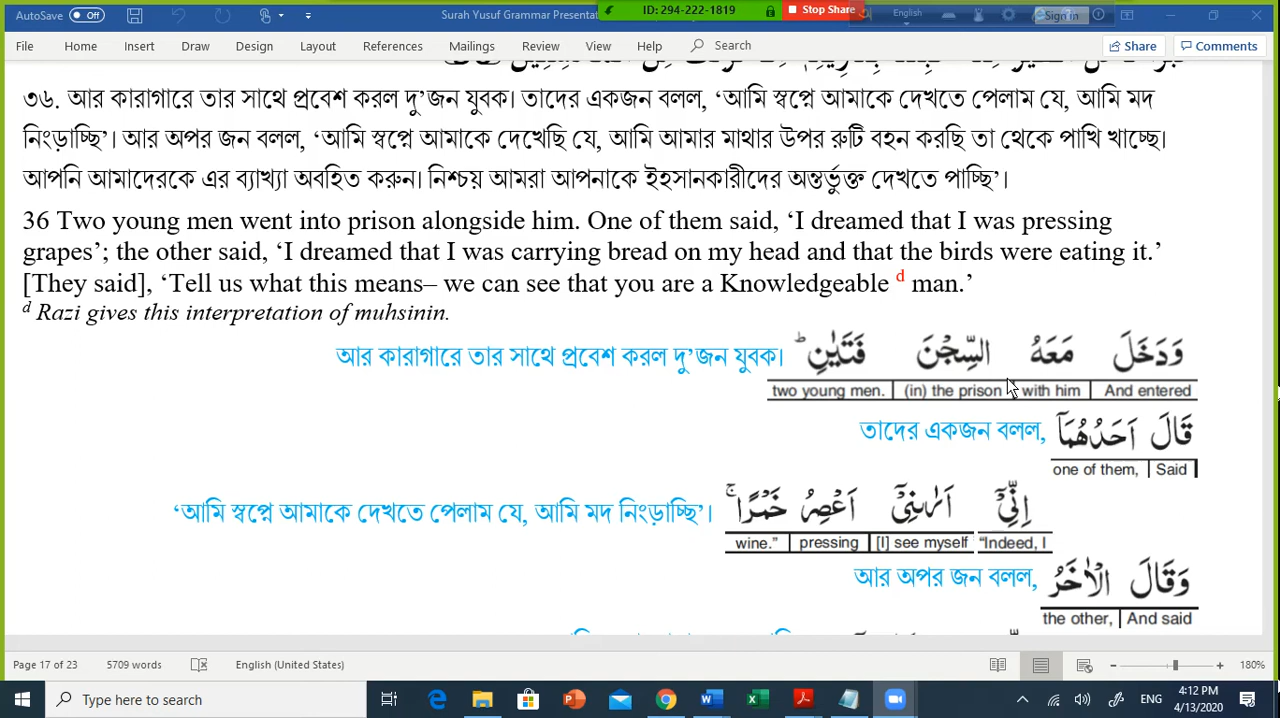 AutoSave Off Surah Yusuf Grammar Presentat ID: 294-222-1819 Stop Share English Sign in
File Home Insert Draw Design Layout References Mailings Review View Help Search Share Comments
৩৬. আর কারাগারে তার সাথে প্রবেশ করল দু’জন যুবক। তাদের একজন বলল, ‘আমি স্বপ্নে আমাকে দেখতে পেলাম যে, আমি মদ
নিংড়াচ্ছি’। আর অপর জন বলল, ‘আমি স্বপ্নে আমাকে দেখেছি যে, আমি আমার মাথার উপর রুটি বহন করছি তা থেকে পাখি খাচ্ছে।
আপনি আমাদেরকে এর ব্যাখ্যা অবহিত করুন। নিশ্চয় আমরা আপনাকে ইহসানকারীদের অন্তর্ভুক্ত দেখতে পাচ্ছি’।
36 Two young men went into prison alongside him. One of them said, ‘I dreamed that I was pressing
grapes’; the other said, ‘I dreamed that I was carrying bread on my head and that the birds were eating it.’
[They said], ‘Tell us what this means– we can see that you are a Knowledgeable d man.’
d Razi gives this interpretation of muhsinin.
وَدَخَلَ مَعَهُ السِّجْنَ فَتَيٰنِ ؕ আর কারাগারে তার সাথে প্রবেশ করল দু’জন যুবক।
two young men. (in) the prison with him And entered
قَالَ اَحَدُهُمَاۤ তাদের একজন বলল,
one of them, Said
اِنِّيْۤ اَرٰىنِيْۤ اَعْصِرُ خَمْرًا ۚ ‘আমি স্বপ্নে আমাকে দেখতে পেলাম যে, আমি মদ নিংড়াচ্ছি’।
wine.” pressing [I] see myself “Indeed, I
وَقَالَ الْاٰخَرُ আর অপর জন বলল,
the other, And said
Page 17 of 23 5709 words English (United States) 180%
Type here to search ENG 4:12 PM
4/13/2020